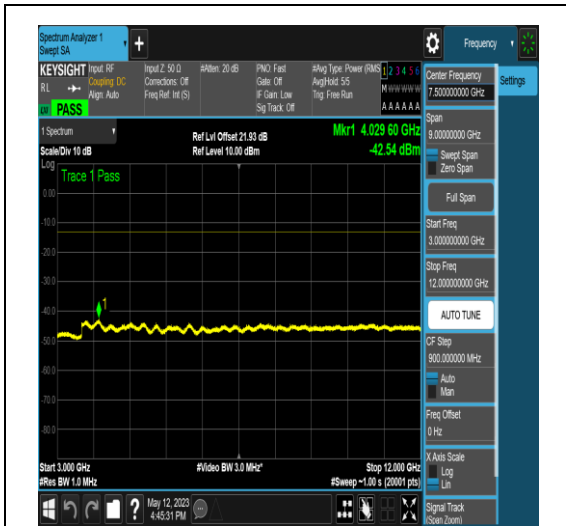 Spectrum Analyzer 1
Swept SA
+
Frequency
KEYSIGHT
RL
PASS
Input: RF
Coupling: DC
Align: Auto
Input Z: 50 Ω
Corrections: Off
Freq Ref: Int (S)
#Atten: 20 dB
PNO: Fast
Gate: Off
IF Gain: Low
Sig Track: Off
#Avg Type: Power (RMS
Avg|Hold: 5/5
Trig: Free Run
1 2 3 4 5 6
M W W W W W
A A A A A A
1 Spectrum
Scale/Div 10 dB
Ref Lvl Offset 21.93 dB
Ref Level 10.00 dBm
Mkr1 4.029 60 GHz
-42.54 dBm
Log
Trace 1 Pass
0.00
-10.0
-20.0
-30.0
-40.0
1
-50.0
-60.0
-70.0
-80.0
Start 3.000 GHz
#Res BW 1.0 MHz
#Video BW 3.0 MHz*
Stop 12.000 GHz
#Sweep ~1.00 s (20001 pts)
?
May 12, 2023
4:45:31 PM
Center Frequency
7.500000000 GHz
Span
9.00000000 GHz
Swept Span
Zero Span
Full Span
Start Freq
3.000000000 GHz
Stop Freq
12.000000000 GHz
AUTO TUNE
CF Step
900.000000 MHz
Auto
Man
Freq Offset
0 Hz
X Axis Scale
Log
Lin
Signal Track
(Span Zoom)
Settings